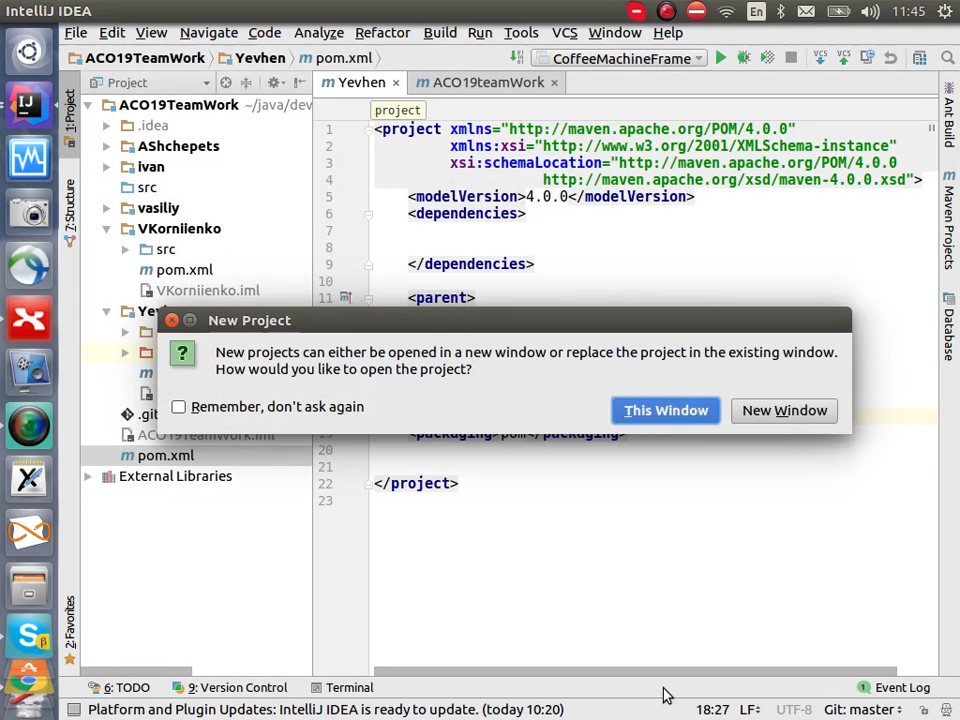 IntelliJ IDEA
En
11:45
File Edit View Navigate Code Analyze Refactor Build Run Tools VCS Window Help
ACO19TeamWork Yevhen pom.xml CoffeeMachineFrame VCS VCS
Project Yevhen × ACO19teamWork ×
1: Project
7: Structure
2: Favorites
Ant Build
Maven Projects
Database
ACO19TeamWork ~/java/dev
.idea
AShchepets
ivan
src
vasiliy
VKorniienko
src
pom.xml
VKorniienko.iml
Yev
.git
ACO19TeamWork.iml
pom.xml
External Libraries
project
1 <project xmlns="http://maven.apache.org/POM/4.0.0"
2 xmlns:xsi="http://www.w3.org/2001/XMLSchema-instance"
3 xsi:schemaLocation="http://maven.apache.org/POM/4.0.0
4 http://maven.apache.org/xsd/maven-4.0.0.xsd">
5 <modelVersion>4.0.0</modelVersion>
6 <dependencies>
7
8
9 </dependencies>
10
11 <parent>
New Project
New projects can either be opened in a new window or replace the project in the existing window.
How would you like to open the project?
Remember, don't ask again
This Window
New Window
<packaging>pom</packaging>
20
21
22 </project>
23
6: TODO 9: Version Control Terminal 1 Event Log
Platform and Plugin Updates: IntelliJ IDEA is ready to update. (today 10:20) 18:27 LF UTF-8 Git: master